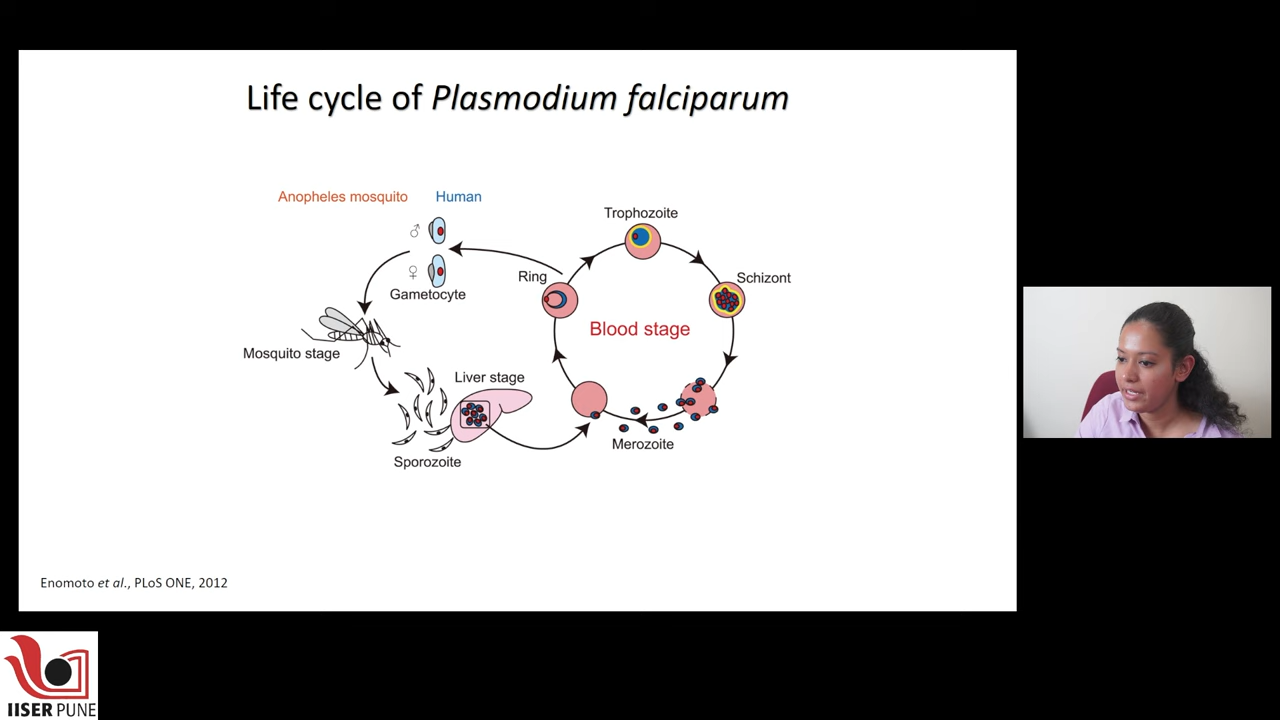 Life cycle of Plasmodium falciparum
Anopheles mosquito Human
Trophozoite
♂
Ring
Schizont
♀
Gametocyte
Blood stage
Mosquito stage
Liver stage
Merozoite
Sporozoite
Enomoto et al., PLoS ONE, 2012
IISER PUNE